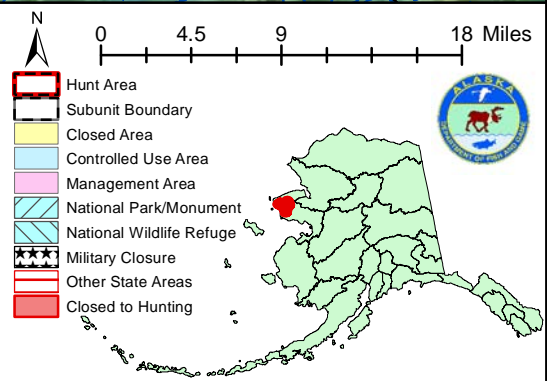 N
0 4.5 9 18 Miles
Hunt Area
Subunit Boundary
Closed Area
Controlled Use Area
Management Area
National Park/Monument
National Wildlife Refuge
Military Closure
Other State Areas
Closed to Hunting
ALASKA
DEPARTMENT OF FISH AND GAME